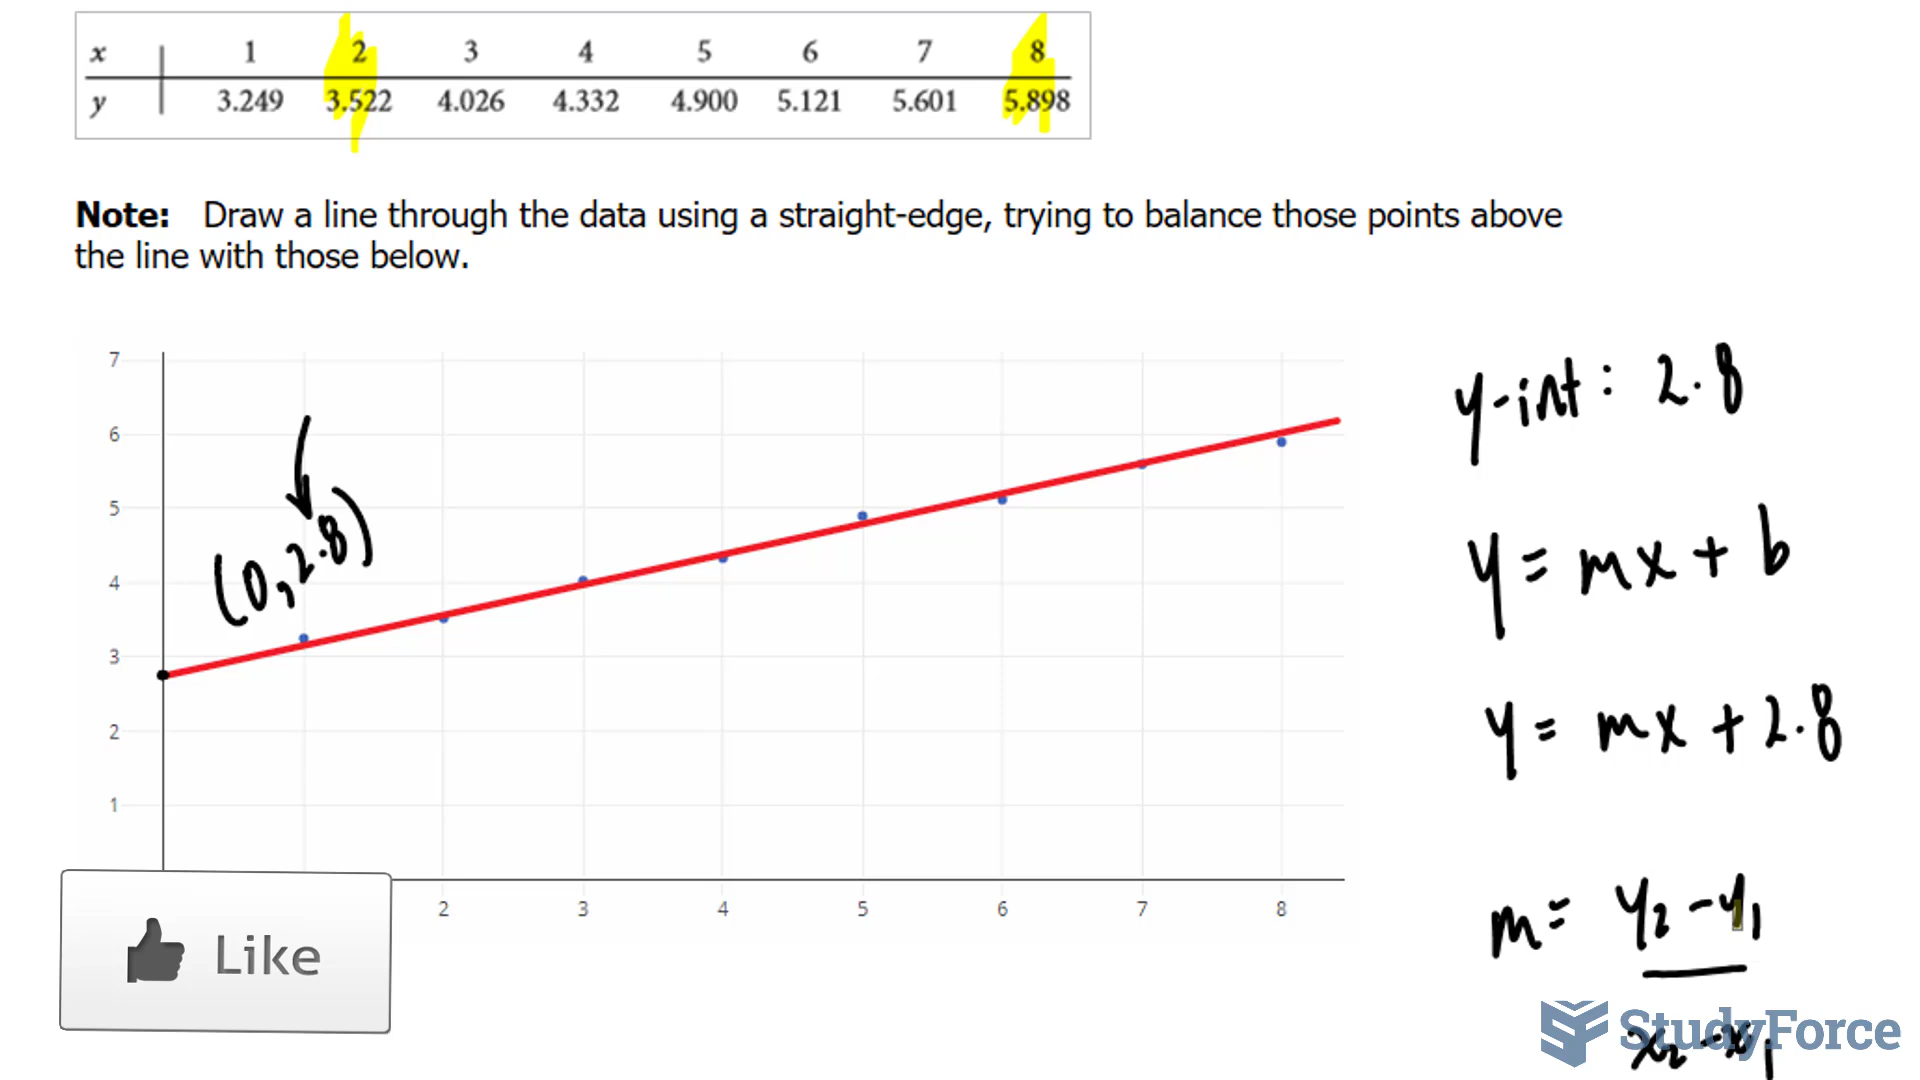 x 1 2 3 4 5 6 7 8
y 3.249 3.522 4.026 4.332 4.900 5.121 5.601 5.898
Note: Draw a line through the data using a straight-edge, trying to balance those points above
the line with those below.
7
6
5
4
3
2
1
2 3 4 5 6 7 8
(0,2.8)
y-int: 2.8
y = mx + b
y = mx + 2.8
m = y₂ - y₁
x₂ - x₁
Like
StudyForce